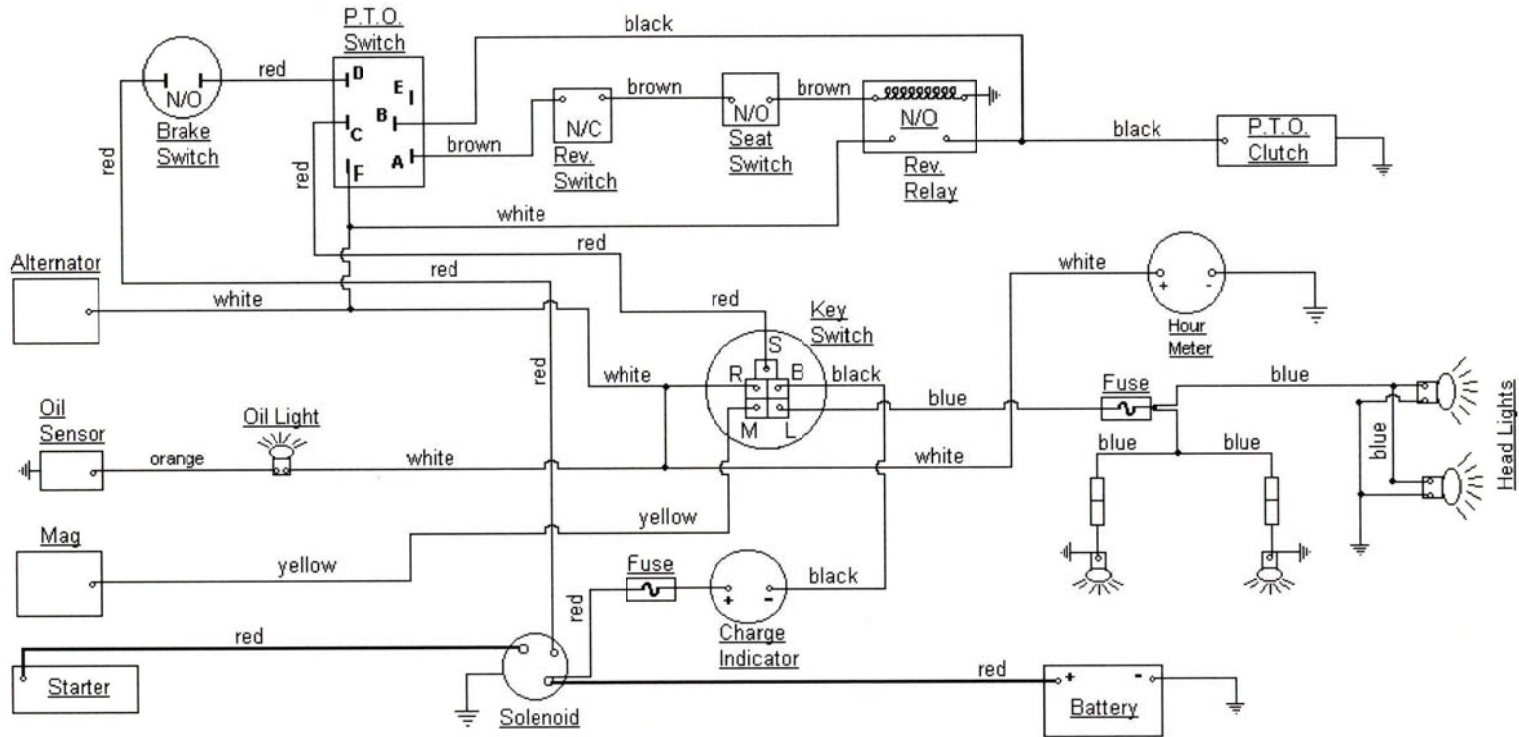 P.T.O.
Switch
black
red
D
E
B
C
A
F
N/O
Brake
Switch
brown
N/C
Rev.
Switch
brown
N/O
Seat
Switch
brown
N/O
Rev.
Relay
black
P.T.O.
Clutch
red
red
white
red
red
Alternator
white
white
Hour
Meter
+
-
red
Key
Switch
S
R
B
M
L
red
white
black
blue
Fuse
blue
Head Lights
blue
blue
blue
Oil
Sensor
Oil Light
orange
white
white
Mag
yellow
yellow
Fuse
red
+
-
black
Charge
Indicator
red
Starter
Solenoid
red
+
-
Battery